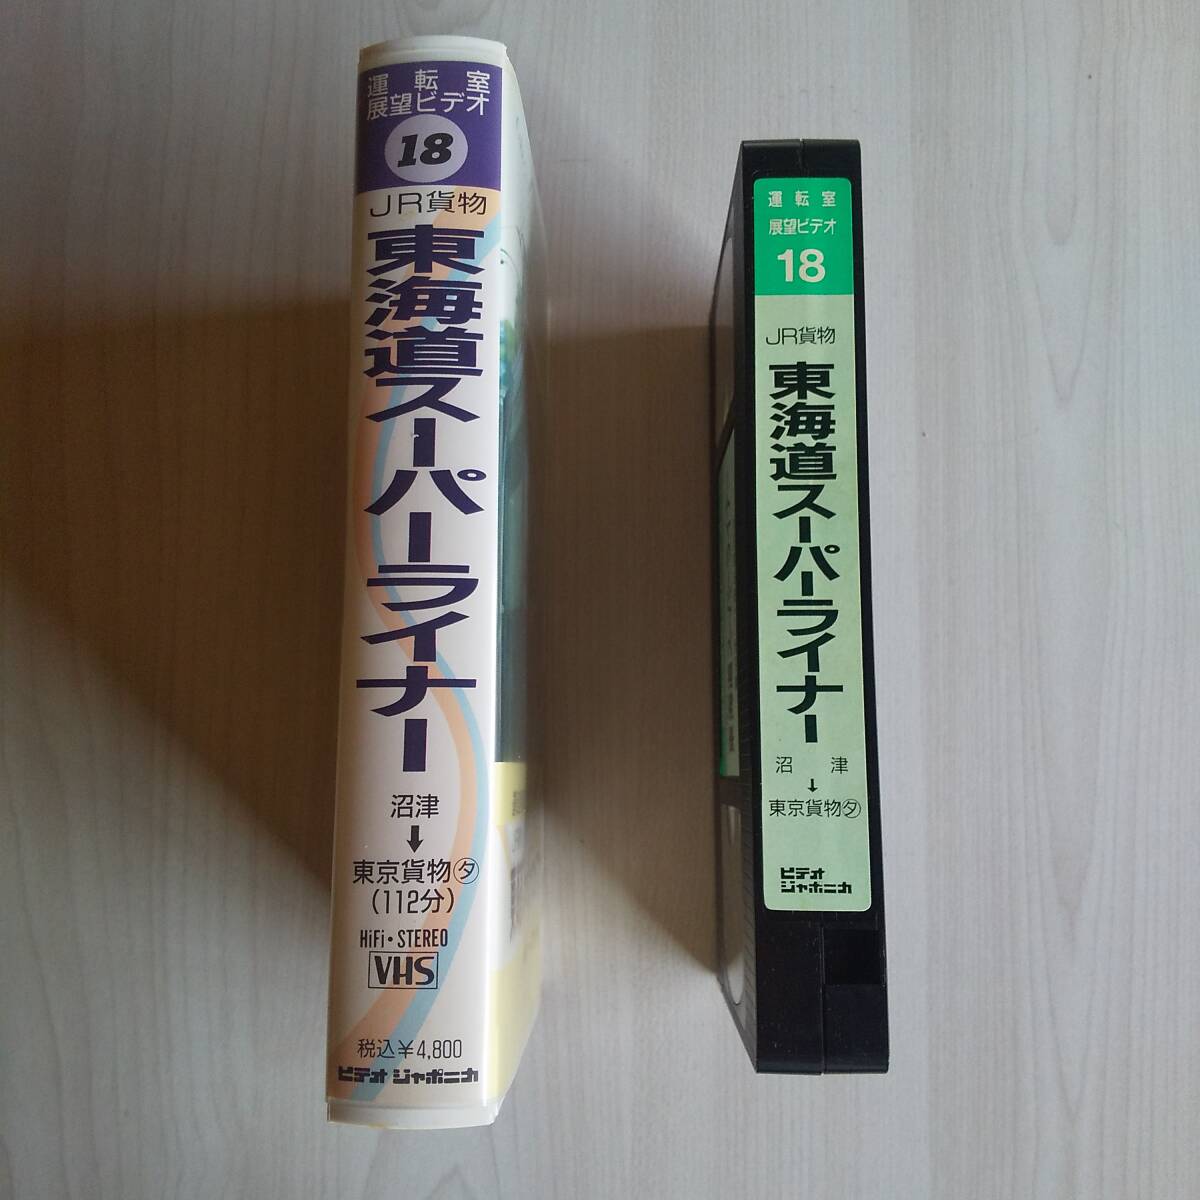 運転室
展望ビデオ
18
JR貨物
東海道スーパーライナー
沼津
↓
東京貨物㋟
(112分)
HiFi・STEREO
VHS
税込¥4,800
ビデオ ジャポニカ
運転室
展望ビデオ
18
JR貨物
東海道スーパーライナー
沼津
↓
東京貨物㋟
ビデオ
ジャポニカ